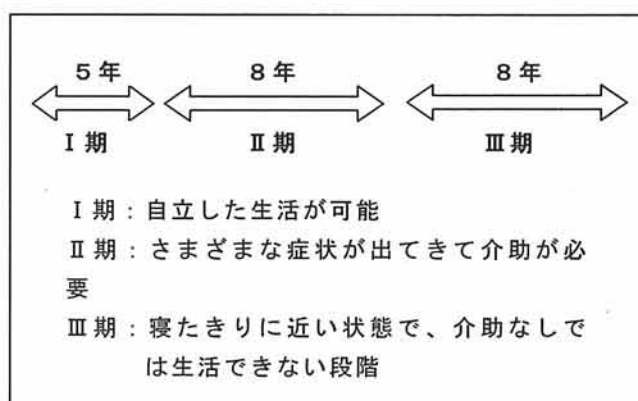 5年 8年 8年
Ⅰ期 Ⅱ期 Ⅲ期
Ⅰ期：自立した生活が可能
Ⅱ期：さまざまな症状が出てきて介助が必
要
Ⅲ期：寝たきりに近い状態で、介助なしで
は生活できない段階